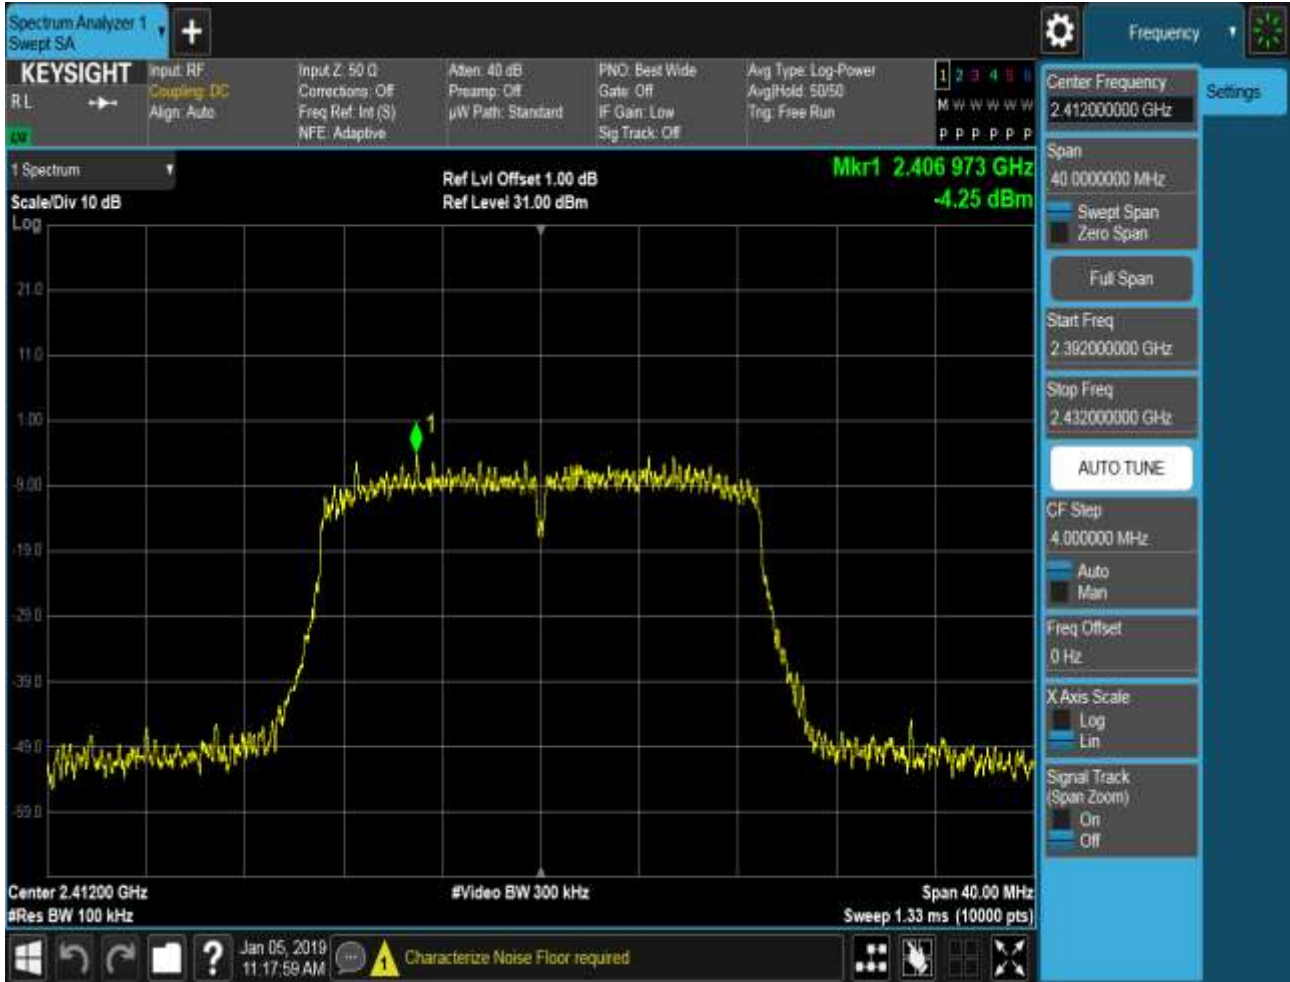 Spectrum Analyzer 1
Swept SA
Frequency
KEYSIGHT
RL
Input: RF
Coupling: DC
Align: Auto
Input Z: 50 Ω
Corrections: Off
Freq Ref: Int (S)
NFE: Adaptive
Atten: 40 dB
Preamp: Off
µW Path: Standard
PNO: Best Wide
Gate: Off
IF Gain: Low
Sig Track: Off
Avg Type: Log-Power
Avg|Hold: 50/50
Trig: Free Run
1 2 3 4 5 6
M W W W W W
P P P P P P
1 Spectrum
Scale/Div 10 dB
Log
Ref Lvl Offset 1.00 dB
Ref Level 31.00 dBm
Mkr1 2.406 973 GHz
-4.25 dBm
21.0
11.0
1.00
-9.00
-19.0
-29.0
-39.0
-49.0
-59.0
1
Center 2.41200 GHz
#Res BW 100 kHz
#Video BW 300 kHz
Span 40.00 MHz
Sweep 1.33 ms (10000 pts)
Center Frequency
2.412000000 GHz
Settings
Span
40.0000000 MHz
Swept Span
Zero Span
Full Span
Start Freq
2.392000000 GHz
Stop Freq
2.432000000 GHz
AUTO TUNE
CF Step
4.000000 MHz
Auto
Man
Freq Offset
0 Hz
X Axis Scale
Log
Lin
Signal Track
(Span Zoom)
On
Off
?
Jan 05, 2019
11:17:59 AM
1
Characterize Noise Floor required